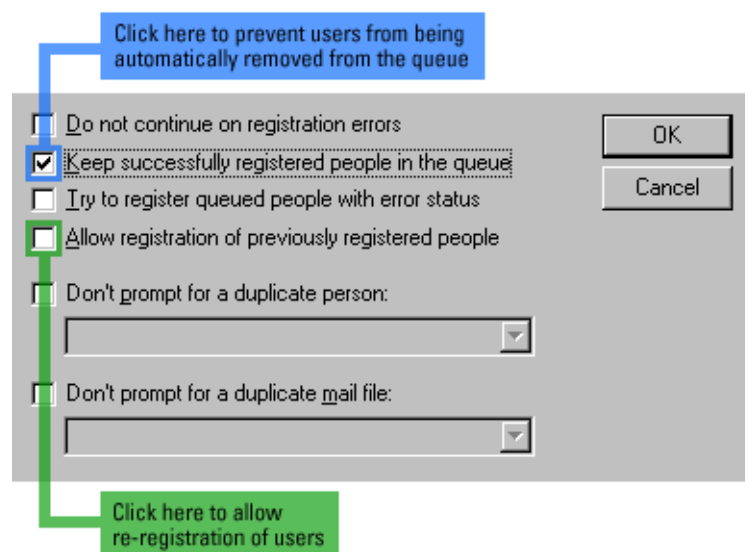 Click here to prevent users from being
automatically removed from the queue
Do not continue on registration errors
OK
Keep successfully registered people in the queue
Cancel
Try to register queued people with error status
Allow registration of previously registered people
Don't prompt for a duplicate person:
Don't prompt for a duplicate mail file:
Click here to allow
re-registration of users